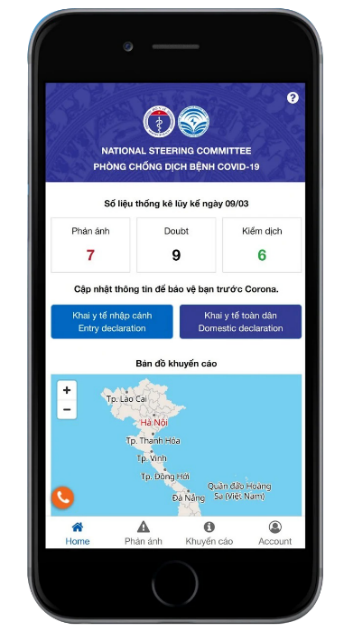 ?
NATIONAL STEERING COMMITTEE
PHÒNG CHỐNG DỊCH BỆNH COVID-19
Số liệu thống kê lũy kế ngày 09/03
Phản ánh
Doubt
Kiểm dịch
7
9
6
Cập nhật thông tin để bảo vệ bạn trước Corona.
Khai y tế nhập cảnh
Entry declaration
Khai y tế toàn dân
Domestic declaration
Bản đồ khuyến cáo
+
−
Tp. Lào Cai
Hà Nội
Tp. Thanh Hóa
Tp. Vinh
Tp. Đồng Hới
Đà Nẵng
Quần đảo Hoàng
Sa (Việt Nam)
Home
Phản ánh
Khuyến cáo
Account